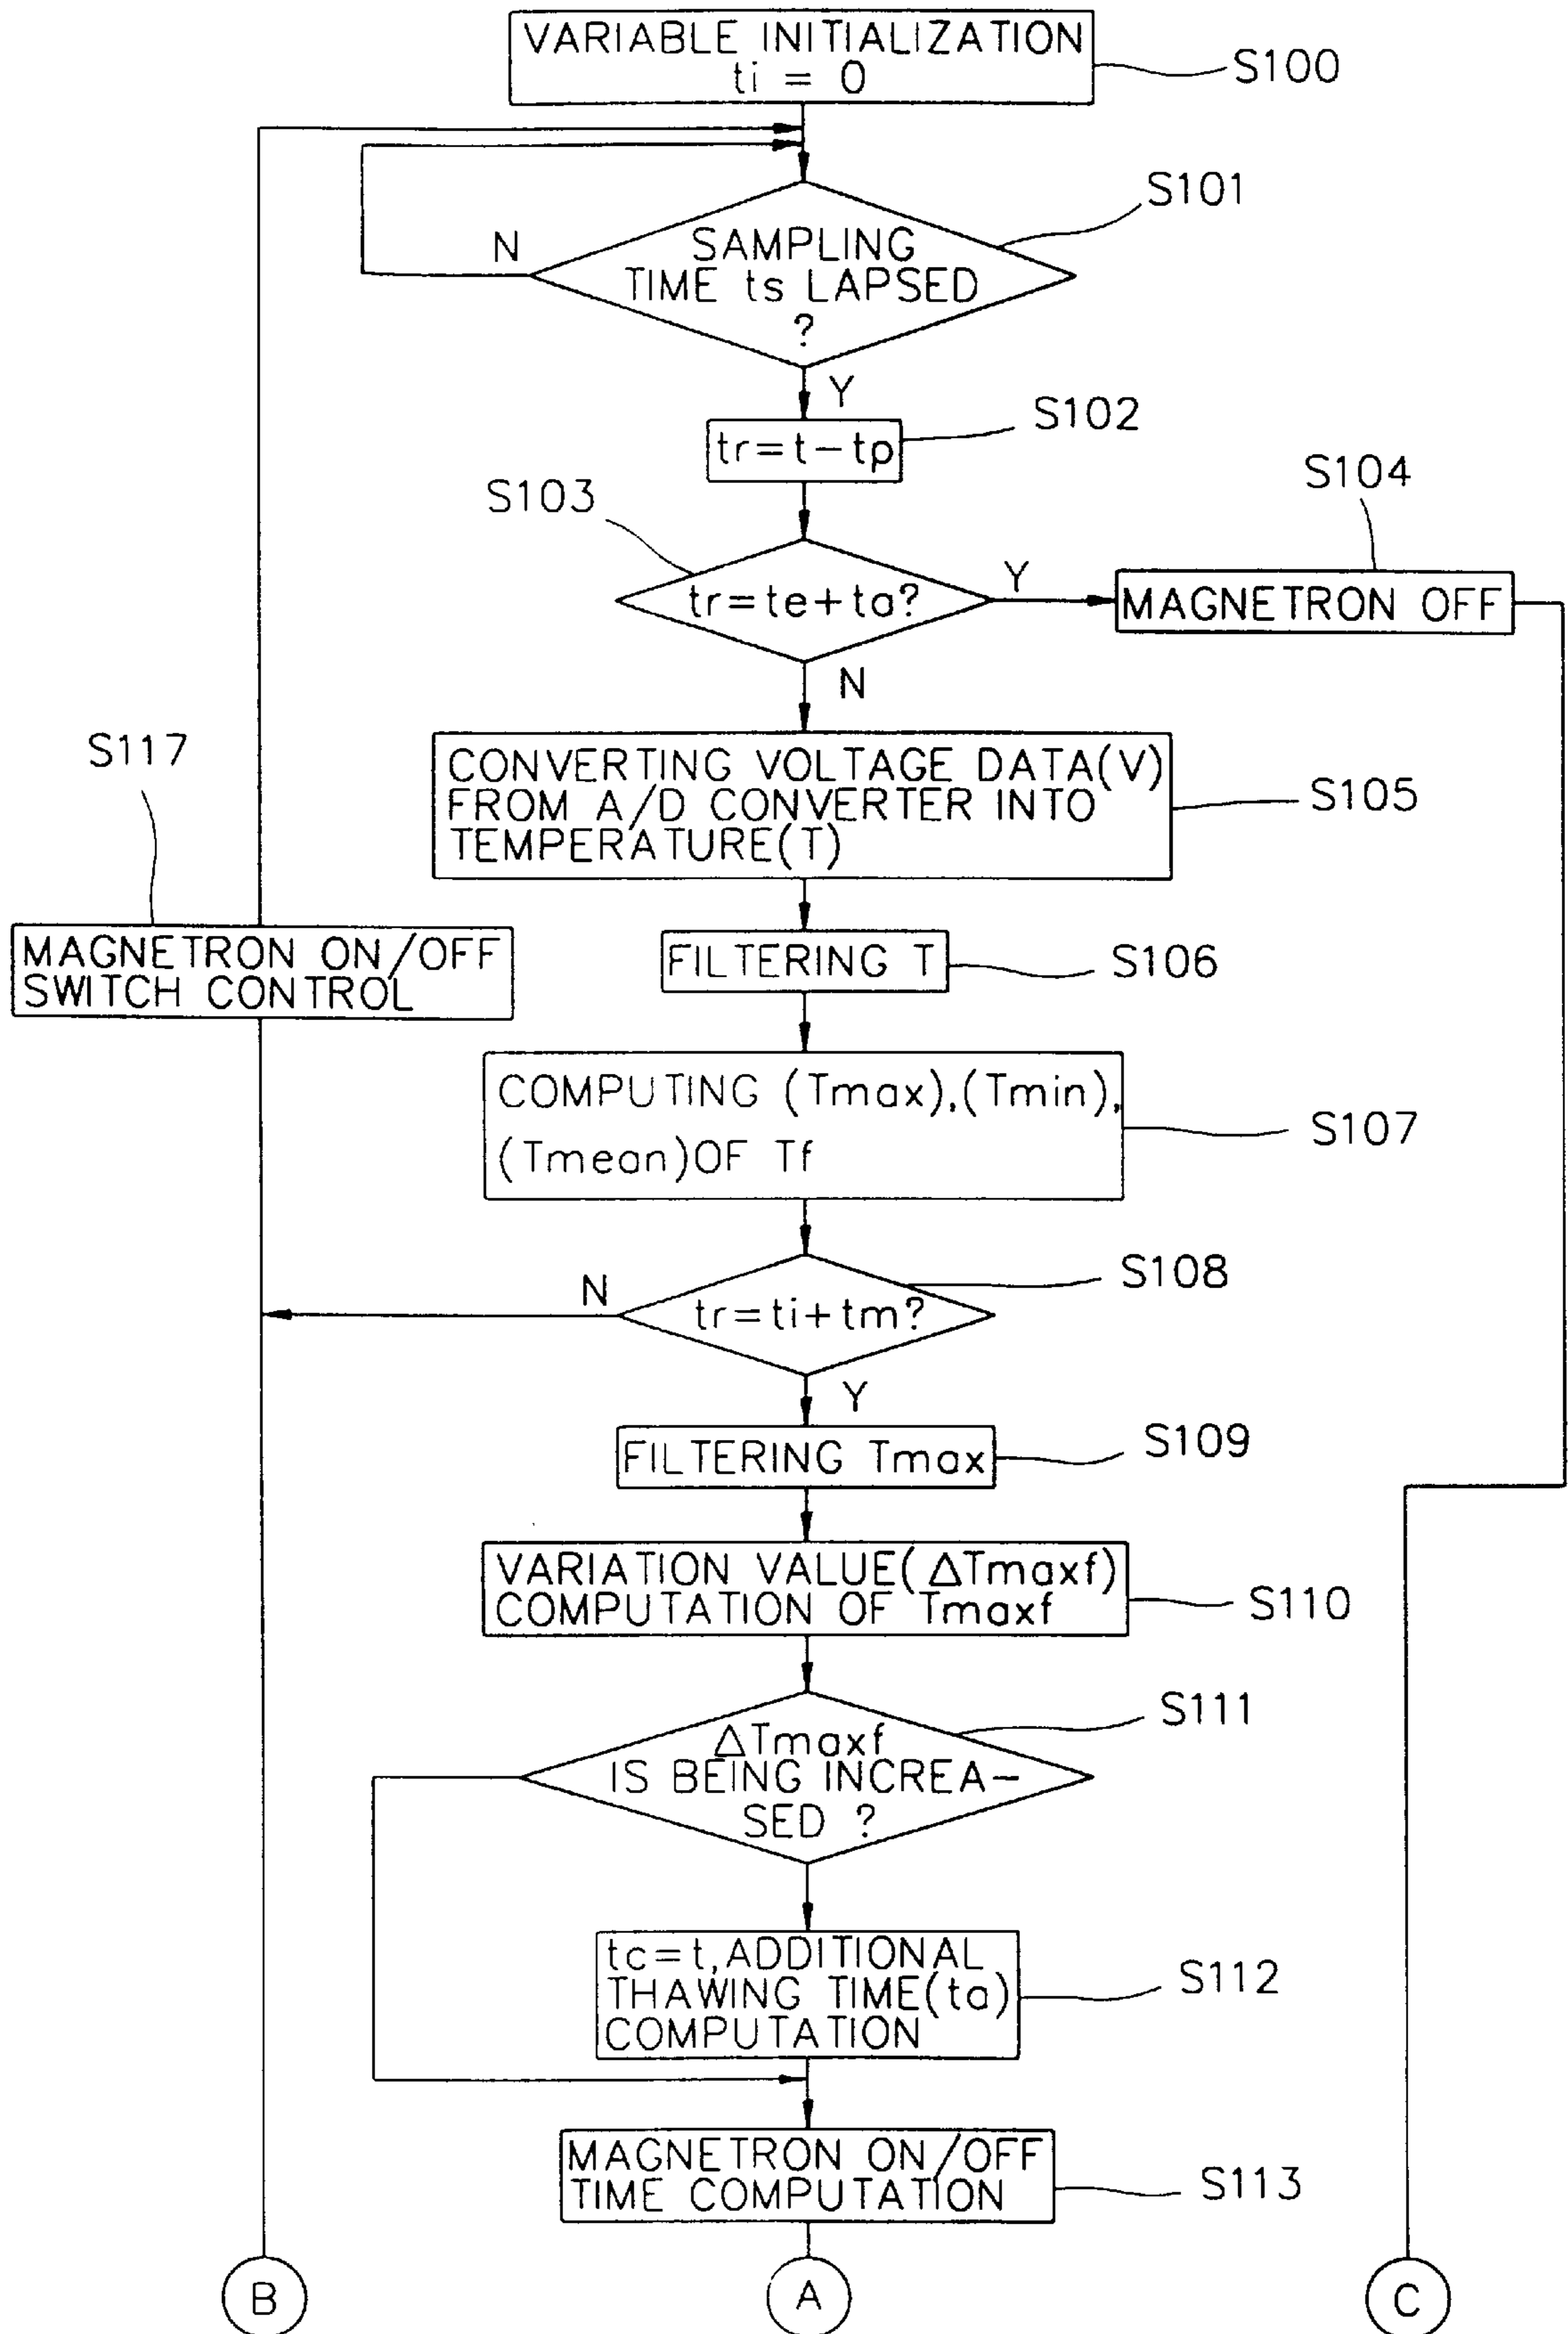 VARIABLE INITIALIZATION
ti = 0
S100
S101
N
SAMPLING
TIME ts LAPSED
?
Y
S102
tr=t-tp
S103
S104
tr=te+ta?
Y
MAGNETRON OFF
N
S117
CONVERTING VOLTAGE DATA(V)
FROM A/D CONVERTER INTO
TEMPERATURE(T)
S105
MAGNETRON ON/OFF
SWITCH CONTROL
FILTERING T
S106
COMPUTING (Tmax),(Tmin),
(Tmean)OF Tf
S107
S108
N
tr=ti+tm?
Y
FILTERING Tmax
S109
VARIATION VALUE(ΔTmaxf)
COMPUTATION OF Tmaxf
S110
S111
ΔTmaxf
IS BEING INCREA-
SED ?
tc=t,ADDITIONAL
THAWING TIME(ta)
COMPUTATION
S112
MAGNETRON ON/OFF
TIME COMPUTATION
S113
B
A
C